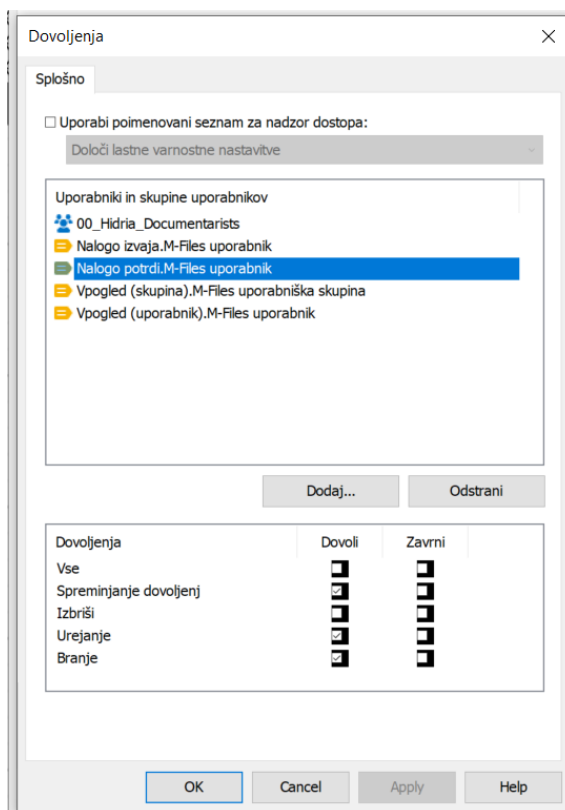 Dovoljenja
Splošno
Uporabi poimenovani seznam za nadzor dostopa:
Določi lastne varnostne nastavitve
Uporabniki in skupine uporabnikov
00_Hidria_Documentarists
Nalogo izvaja.M-Files uporabnik
Nalogo potrdi.M-Files uporabnik
Vpogled (skupina).M-Files uporabniška skupina
Vpogled (uporabnik).M-Files uporabnik
Dodaj... Odstrani
Dovoljenja Dovoli Zavrni
Vse
Spreminjanje dovoljenj
Izbriši
Urejanje
Branje
OK Cancel Apply Help